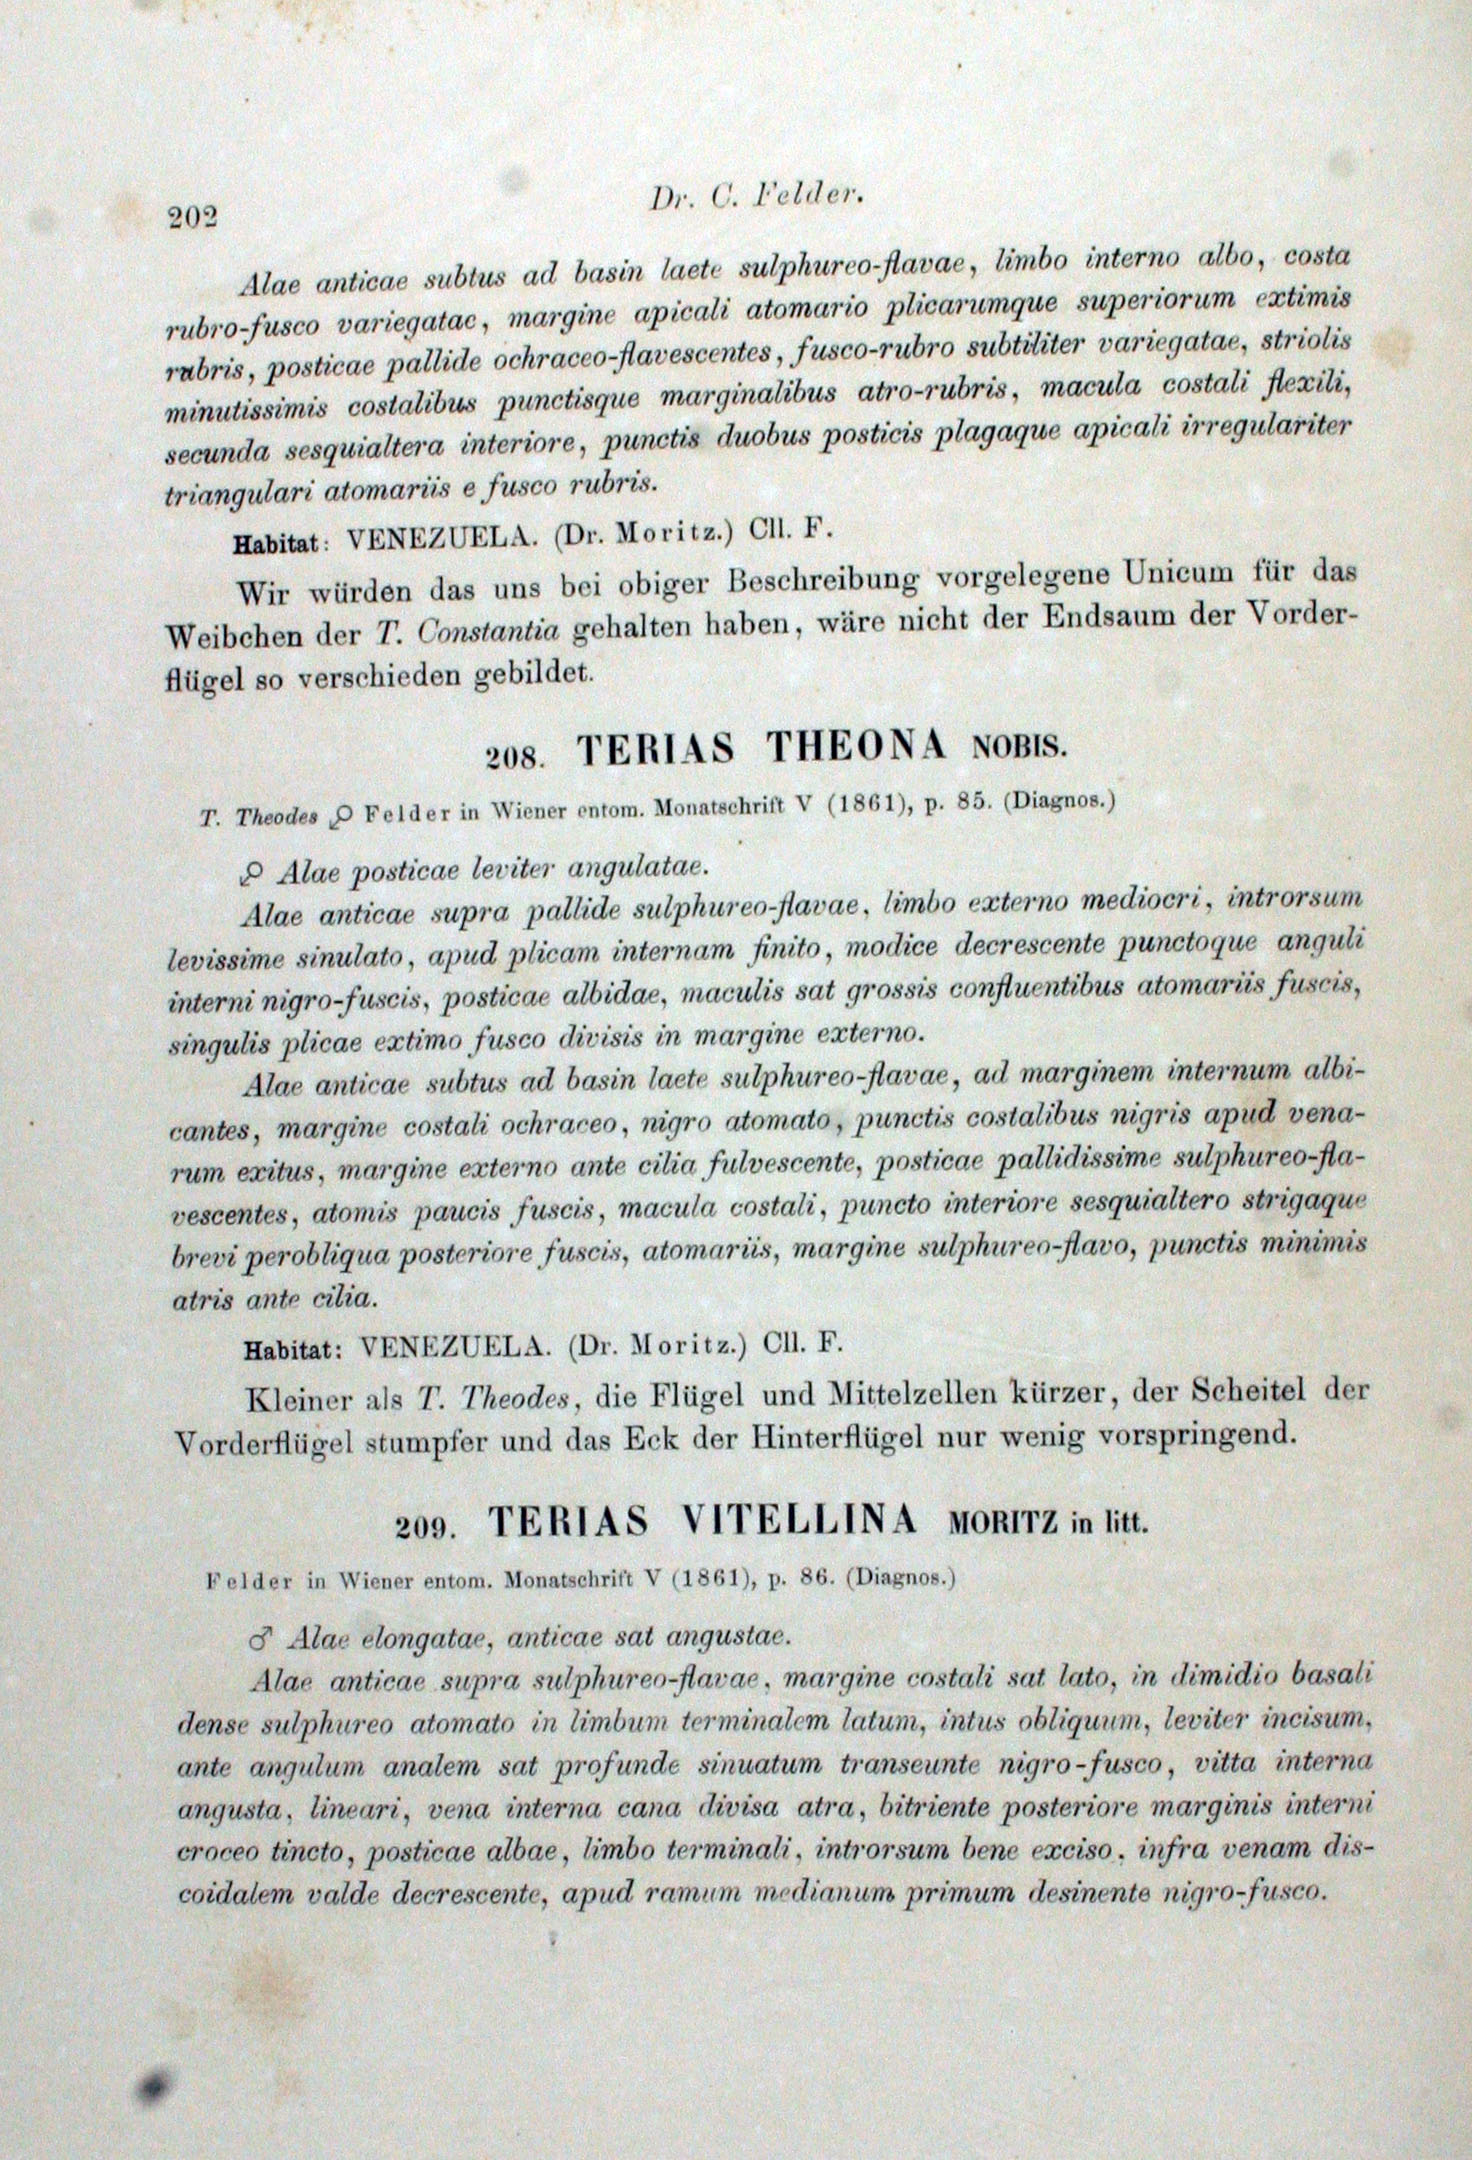 202
Dr. C. Felder.
Alae anticae subtus ad basin laete sulphureo-flavae, limbo interno albo, costa
rubro-fusco variegatae, margine apicali atomario plicarumque superiorum extimis
rubris, posticae pallide ochraceo-flavescentes, fusco-rubro subtiliter variegatae, striolis
minutissimis costalibus punctisque marginalibus atro-rubris, macula costali flexili,
secunda sesquialtera interiore, punctis duobus posticis plagaque apicali irregulariter
triangulari atomariis e fusco rubris.
Habitat: VENEZUELA. (Dr. Moritz.) Cll. F.
Wir würden das uns bei obiger Beschreibung vorgelegene Unicum für das
Weibchen der T. Constantia gehalten haben, wäre nicht der Endsaum der Vorder-
flügel so verschieden gebildet.
208. TERIAS THEONA NOBIS.
T. Theodes ♀ Felder in Wiener entom. Monatschrift V (1861), p. 85. (Diagnos.)
♀ Alae posticae leviter angulatae.
Alae anticae supra pallide sulphureo-flavae, limbo externo mediocri, introrsum
levissime sinulato, apud plicam internam finito, modice decrescente punctoque anguli
interni nigro-fuscis, posticae albidae, maculis sat grossis confluentibus atomariis fuscis,
singulis plicae extimo fusco divisis in margine externo.
Alae anticae subtus ad basin laete sulphureo-flavae, ad marginem internum albi-
cantes, margine costali ochraceo, nigro atomato, punctis costalibus nigris apud vena-
rum exitus, margine externo ante cilia fulvescente, posticae pallidissime sulphureo-fla-
vescentes, atomis paucis fuscis, macula costali, puncto interiore sesquialtero strigaque
brevi perobliqua posteriore fuscis, atomariis, margine sulphureo-flavo, punctis minimis
atris ante cilia.
Habitat: VENEZUELA. (Dr. Moritz.) Cll. F.
Kleiner als T. Theodes, die Flügel und Mittelzellen kürzer, der Scheitel der
Vorderflügel stumpfer und das Eck der Hinterflügel nur wenig vorspringend.
209. TERIAS VITELLINA MORITZ in litt.
Felder in Wiener entom. Monatschrift V (1861), p. 86. (Diagnos.)
♂ Alae elongatae, anticae sat angustae.
Alae anticae supra sulphureo-flavae, margine costali sat lato, in dimidio basali
dense sulphureo atomato in limbum terminalem latum, intus obliquum, leviter incisum,
ante angulum analem sat profunde sinuatum transeunte nigro-fusco, vitta interna
angusta, lineari, vena interna cana divisa atra, bitriente posteriore marginis interni
croceo tincto, posticae albae, limbo terminali, introrsum bene exciso, infra venam dis-
coidalem valde decrescente, apud ramum medianum primum desinente nigro-fusco.